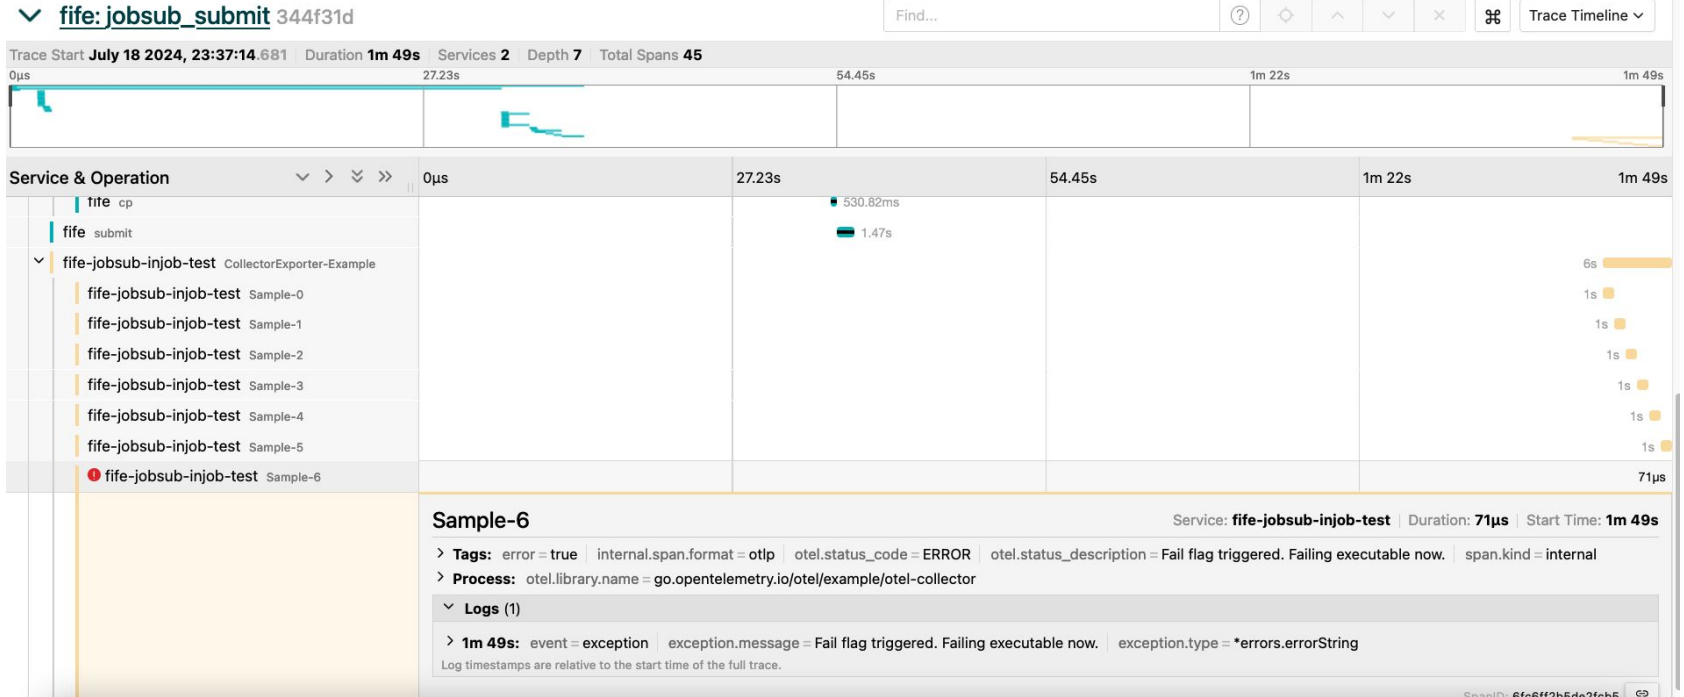 fife: jobsub_submit 344f31d Find... ? ⌘ Trace Timeline
Trace Start July 18 2024, 23:37:14.681 Duration 1m 49s Services 2 Depth 7 Total Spans 45
0µs 27.23s 54.45s 1m 22s 1m 49s
Service & Operation 0µs 27.23s 54.45s 1m 22s 1m 49s
fife cp 530.82ms
fife submit 1.47s
fife-jobsub-injob-test CollectorExporter-Example 6s
fife-jobsub-injob-test Sample-0 1s
fife-jobsub-injob-test Sample-1 1s
fife-jobsub-injob-test Sample-2 1s
fife-jobsub-injob-test Sample-3 1s
fife-jobsub-injob-test Sample-4 1s
fife-jobsub-injob-test Sample-5 1s
fife-jobsub-injob-test Sample-6 71µs
Sample-6 Service: fife-jobsub-injob-test Duration: 71µs Start Time: 1m 49s
Tags: error = true internal.span.format = otlp otel.status_code = ERROR otel.status_description = Fail flag triggered. Failing executable now. span.kind = internal
Process: otel.library.name = go.opentelemetry.io/otel/example/otel-collector
Logs (1)
1m 49s: event = exception exception.message = Fail flag triggered. Failing executable now. exception.type = *errors.errorString
Log timestamps are relative to the start time of the full trace.
SpanID: